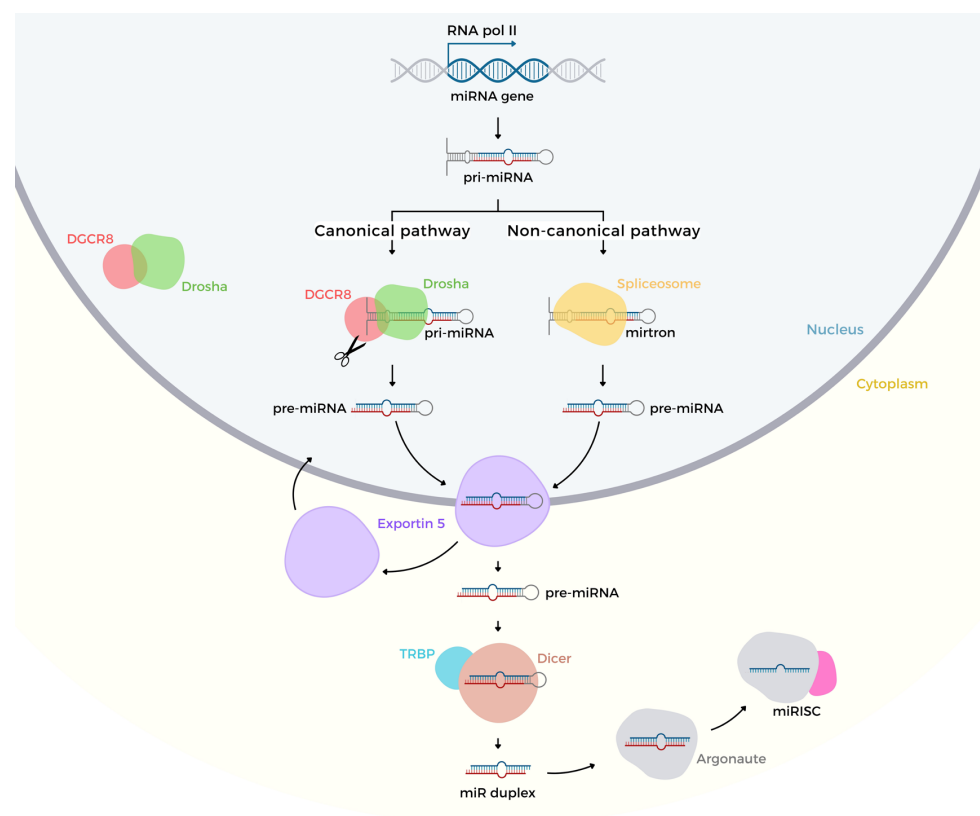 RNA pol II
miRNA gene
pri-miRNA
Canonical pathway
Non-canonical pathway
DGCR8
Drosha
DGCR8
Drosha
pri-miRNA
Spliceosome
mirtron
Nucleus
Cytoplasm
pre-miRNA
pre-miRNA
Exportin 5
pre-miRNA
TRBP
Dicer
miRISC
Argonaute
miR duplex